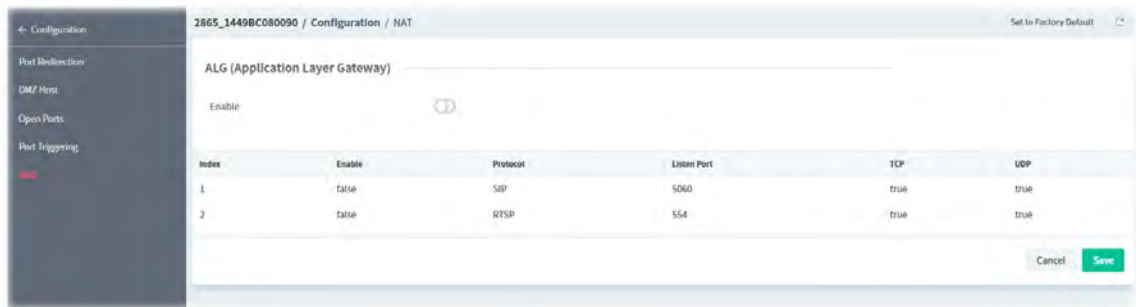 ← Configuration
Port Redirection
DMZ Host
Open Ports
Port Triggering
ALG
2865_1449BC080090 / Configuration / NAT
Set to Factory Default
ALG (Application Layer Gateway)
Enable
Index Enable Protocol Listen Port TCP UDP
1 false SIP 5060 true true
2 false RTSP 554 true true
Cancel Save